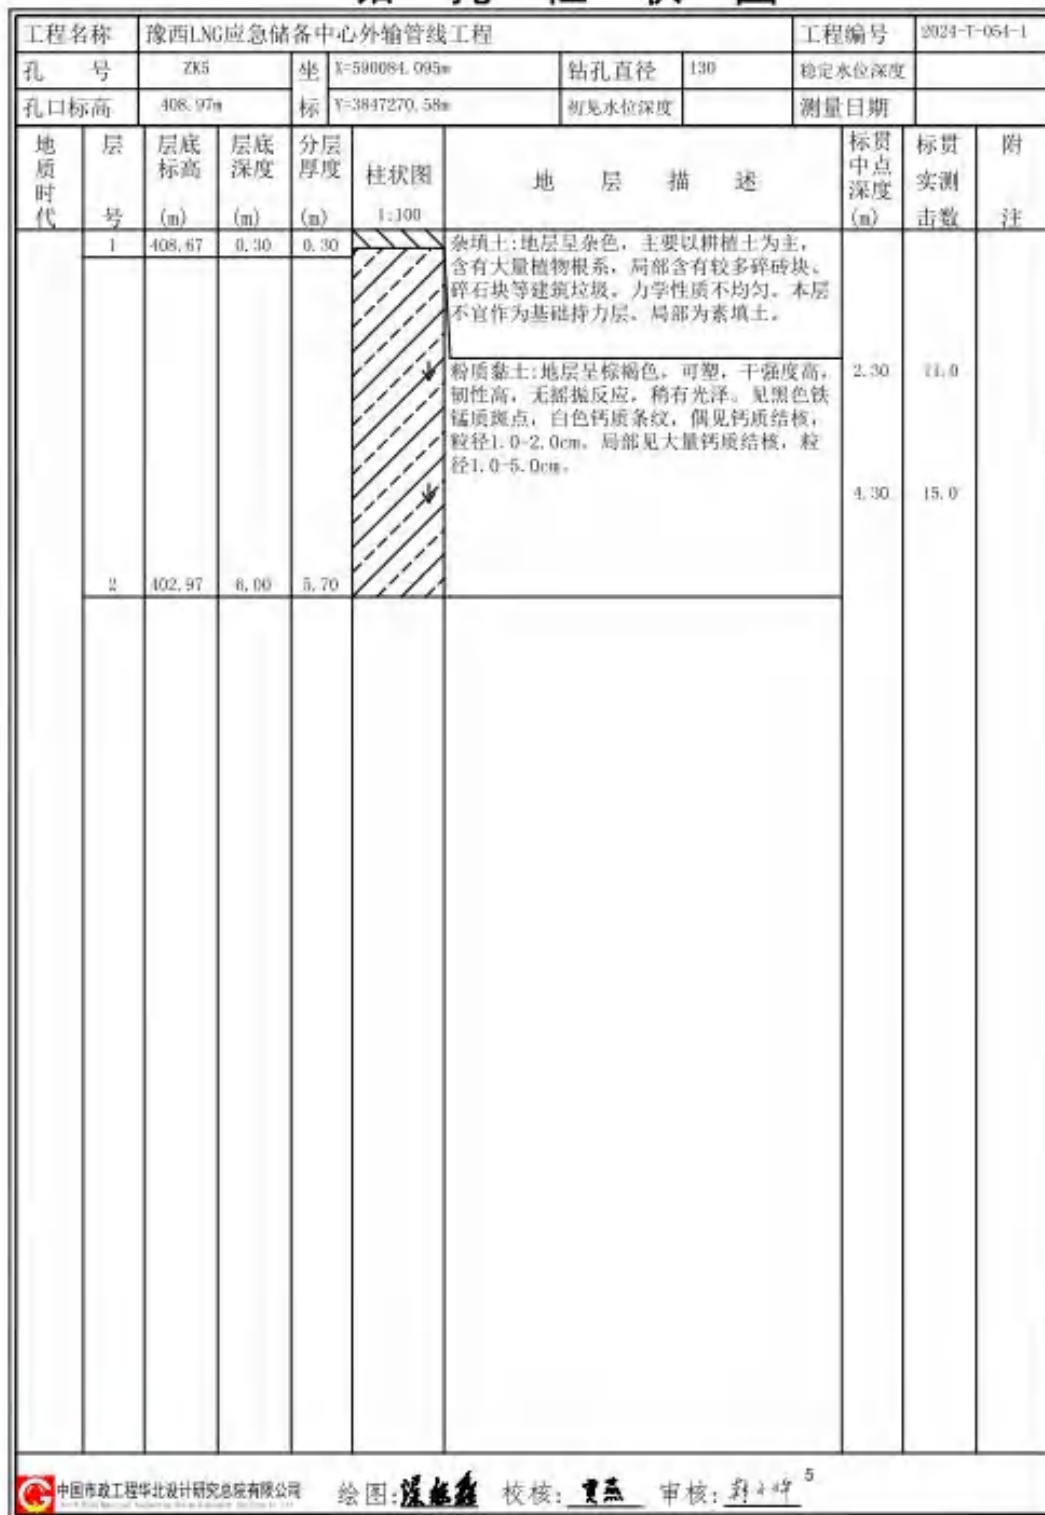 钻 孔 柱 状 图
工程名称 豫西LNG应急储备中心外输管线工程 工程编号 2024-T-054-1
孔 号 ZK5 坐 X=590084.095m 钻孔直径 130 稳定水位深度
孔口标高 408.97m 标 Y=3847270.58m 初见水位深度 测量日期
地质时代 层号 层底标高(m) 层底深度(m) 分层厚度(m) 柱状图 1:100 地 层 描 述 标贯中点深度(m) 标贯实测击数 附注
1 408.67 0.30 0.30 杂填土:地层呈杂色，主要以耕植土为主，
含有大量植物根系，局部含有较多碎砖块、
碎石块等建筑垃圾。力学性质不均匀。本层
不宜作为基础持力层。局部为素填土。
粉质黏土:地层呈棕褐色，可塑，干强度高， 2.30 11.0
韧性高，无摇振反应，稍有光泽。见黑色铁
锰质斑点，白色钙质条纹，偶见钙质结核，
粒径1.0-2.0cm。局部见大量钙质结核，粒
径1.0-5.0cm。
4.30 15.0
2 402.97 6.00 5.70
中国市政工程华北设计研究总院有限公司 绘图: 校核: 审核: 5